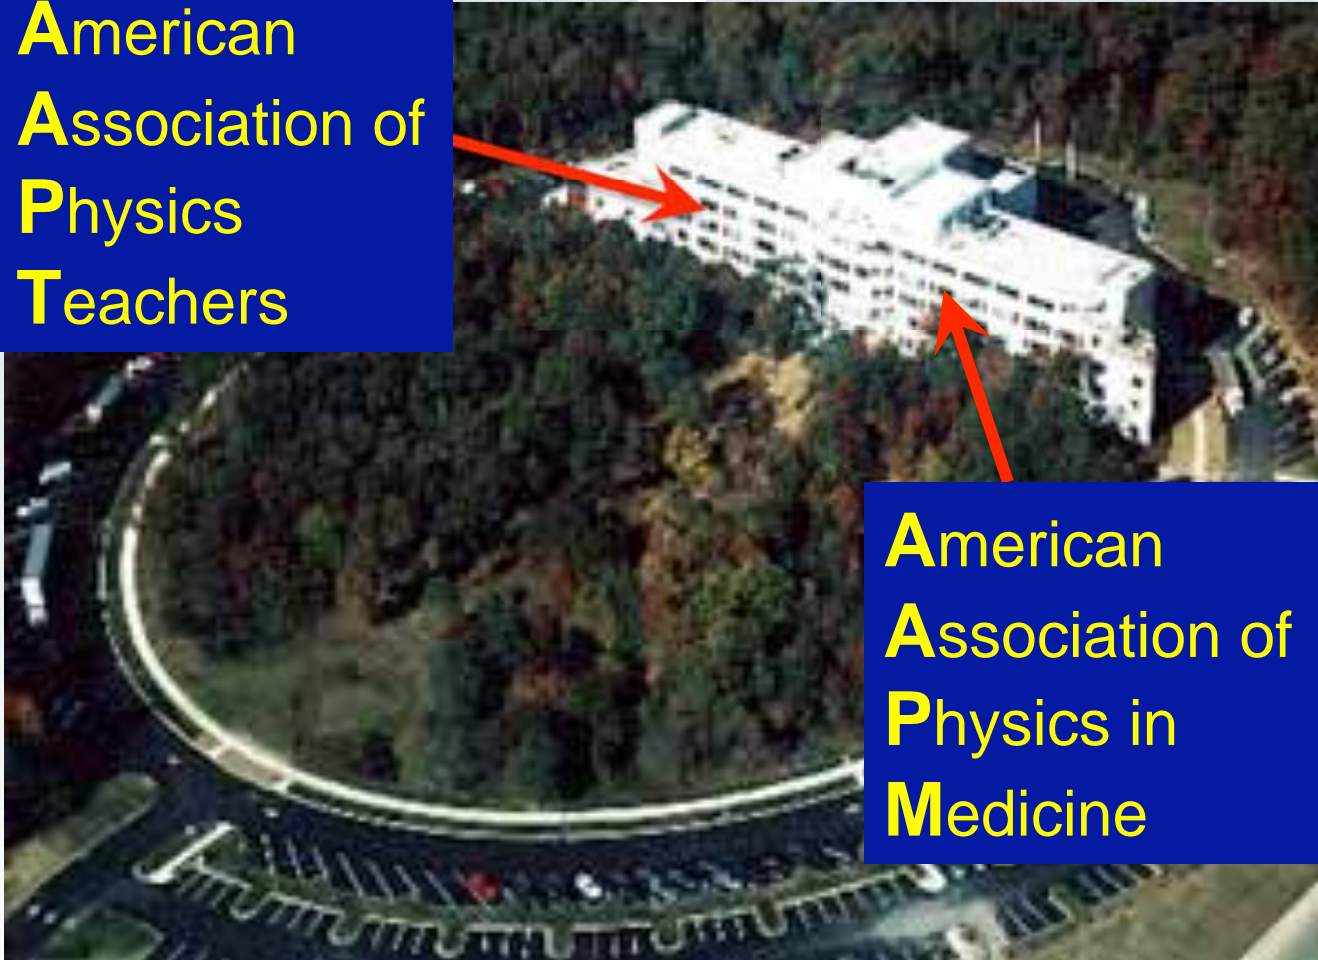 American
Association of
Physics
Teachers
American
Association of
Physics in
Medicine